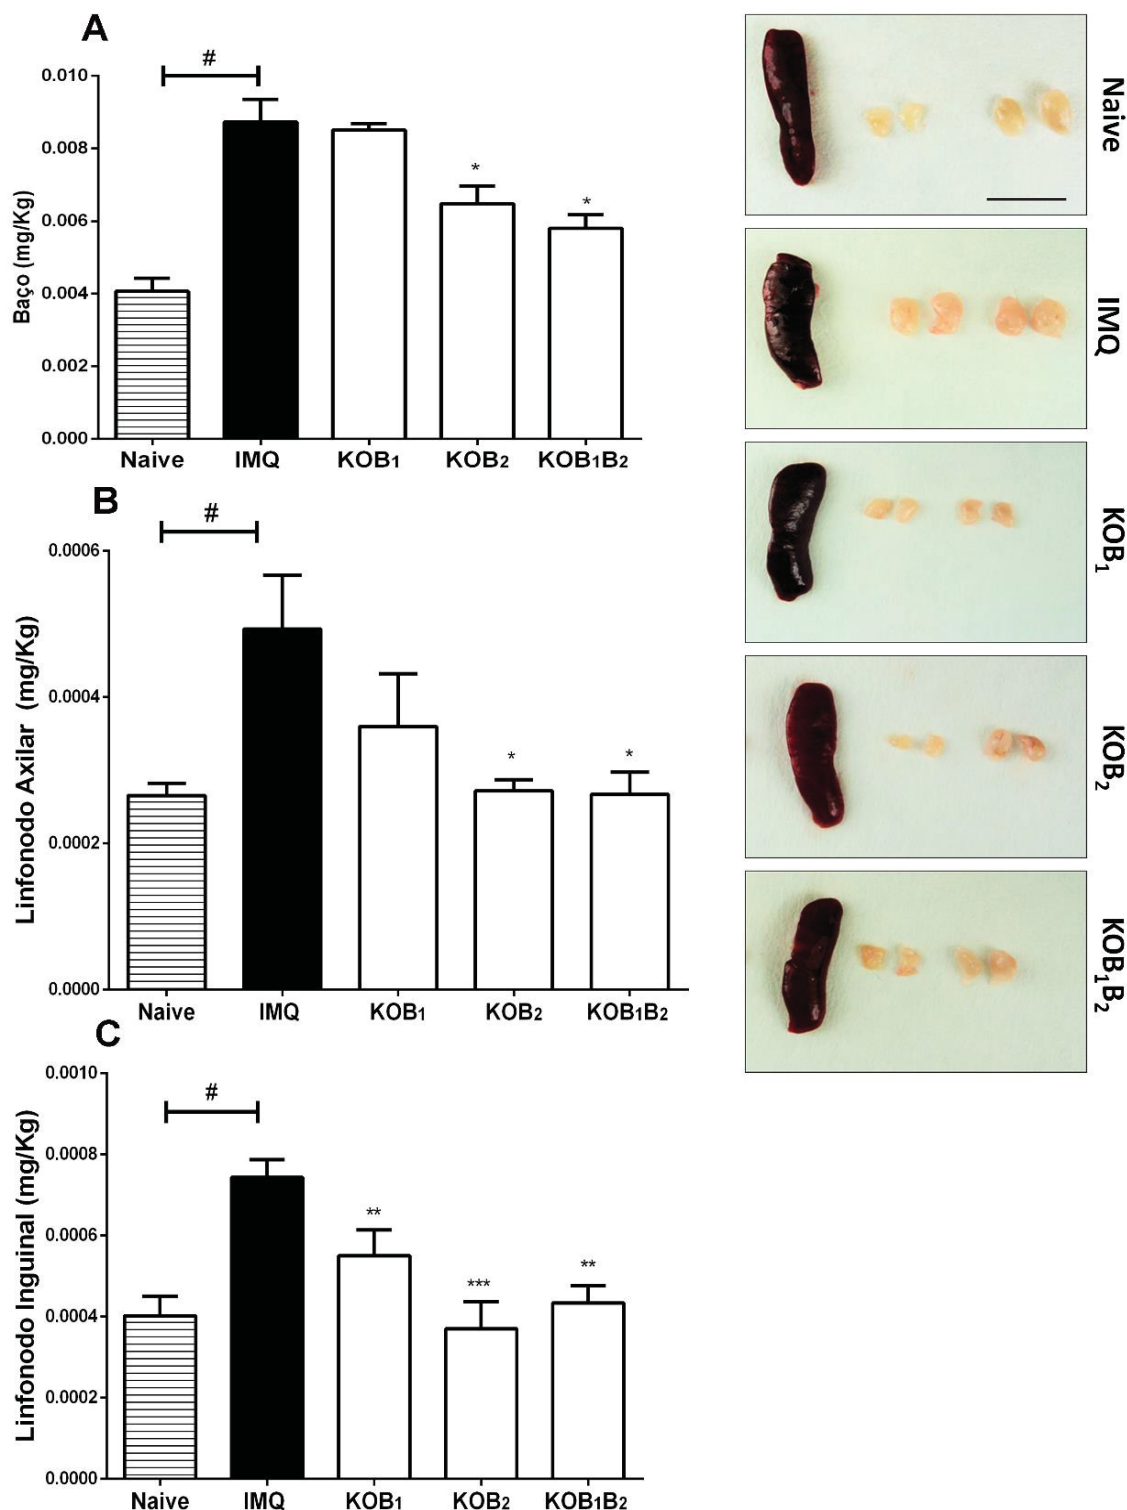 A
#
Baço (mg/Kg)
0.010
0.008
0.006
0.004
0.002
0.000
*
*
Naive IMQ KOB1 KOB2 KOB1B2
B
#
Linfonodo Axilar (mg/Kg)
0.0006
0.0004
0.0002
0.0000
*
*
Naive IMQ KOB1 KOB2 KOB1B2
C
#
Linfonodo Inguinal (mg/Kg)
0.0010
0.0008
0.0006
0.0004
0.0002
0.0000
**
***
**
Naive IMQ KOB1 KOB2 KOB1B2
Naive
IMQ
KOB1
KOB2
KOB1B2